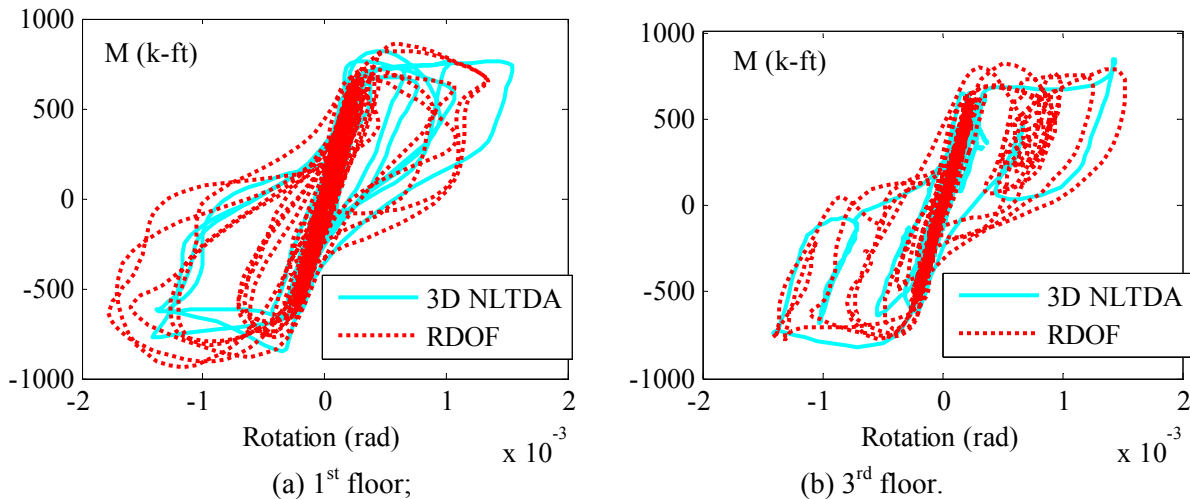 1000
M (k-ft)
500
0
-500
-1000
3D NLTDA
RDOF
-2 -1 0 1 2
Rotation (rad)
x 10-3
(a) 1st floor;
1000
M (k-ft)
500
0
-500
-1000
3D NLTDA
RDOF
-2 -1 0 1 2
Rotation (rad)
x 10-3
(b) 3rd floor.